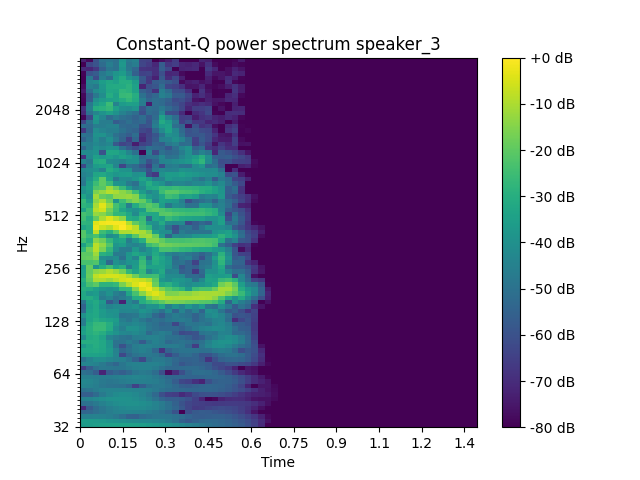 Constant-Q power spectrum speaker_3
Hz
2048
1024
512
256
128
64
32
0 0.15 0.3 0.45 0.6 0.75 0.9 1.1 1.2 1.4
Time
+0 dB
-10 dB
-20 dB
-30 dB
-40 dB
-50 dB
-60 dB
-70 dB
-80 dB